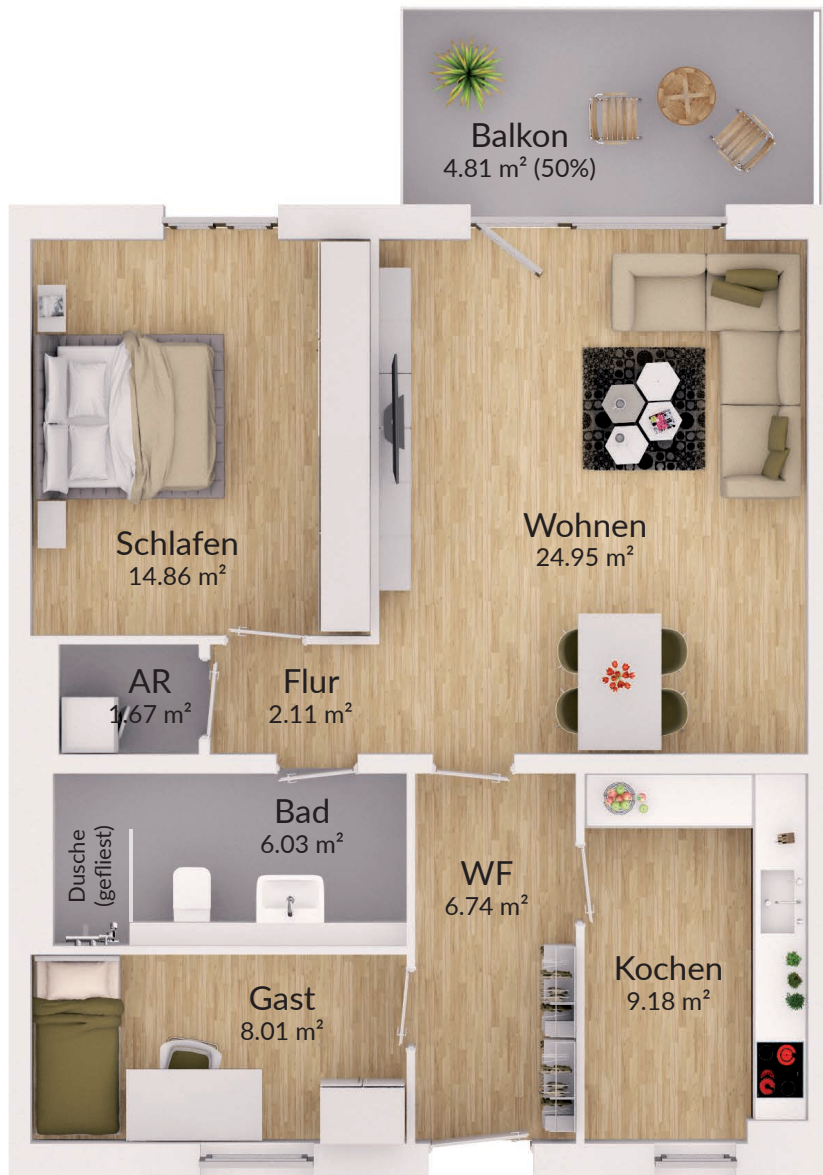 Balkon
4.81 m² (50%)
Schlafen
14.86 m²
Wohnen
24.95 m²
AR
1.67 m²
Flur
2.11 m²
Bad
6.03 m²
Dusche
(gefliest)
WF
6.74 m²
Kochen
9.18 m²
Gast
8.01 m²